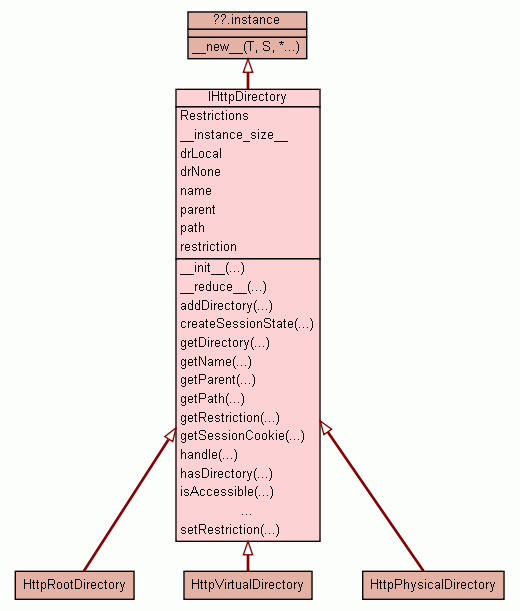 ??.instance
__new__(T, S, *...)
IHttpDirectory
Restrictions
__instance_size__
drLocal
drNone
name
parent
path
restriction
__init__(...)
__reduce__(...)
addDirectory(...)
createSessionState(...)
getDirectory(...)
getName(...)
getParent(...)
getPath(...)
getRestriction(...)
getSessionCookie(...)
handle(...)
hasDirectory(...)
isAccessible(...)
...
setRestriction(...)
HttpRootDirectory HttpVirtualDirectory HttpPhysicalDirectory